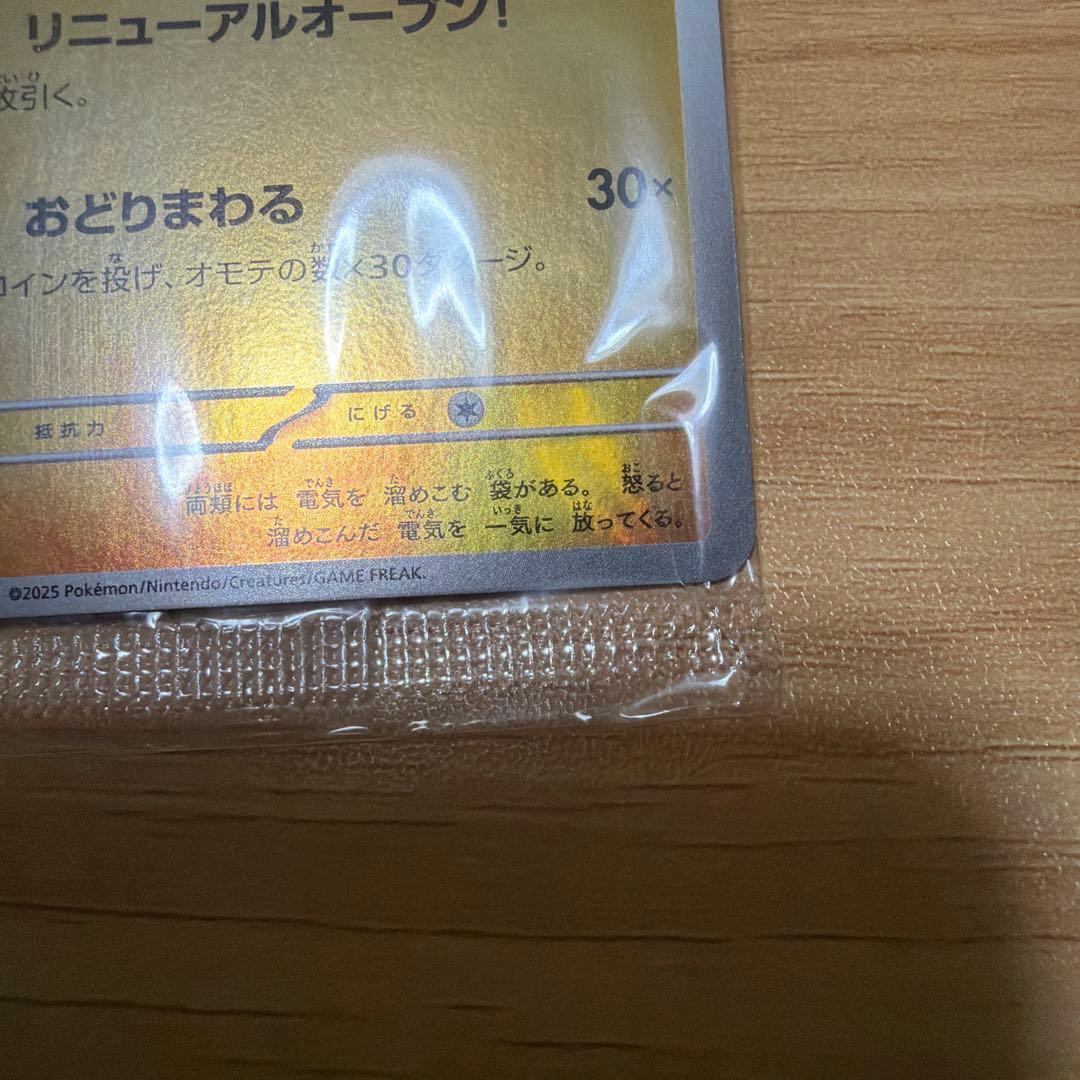 リニューアルオープン!
枚引く。
おどりまわる 30×
コインを投げ、オモテの数×30ダメージ。
抵抗力 にげる
両頬には 電気を 溜めこむ 袋がある。 怒ると
溜めこんだ 電気を 一気に 放ってくる。
©2025 Pokémon/Nintendo/Creatures/GAME FREAK.